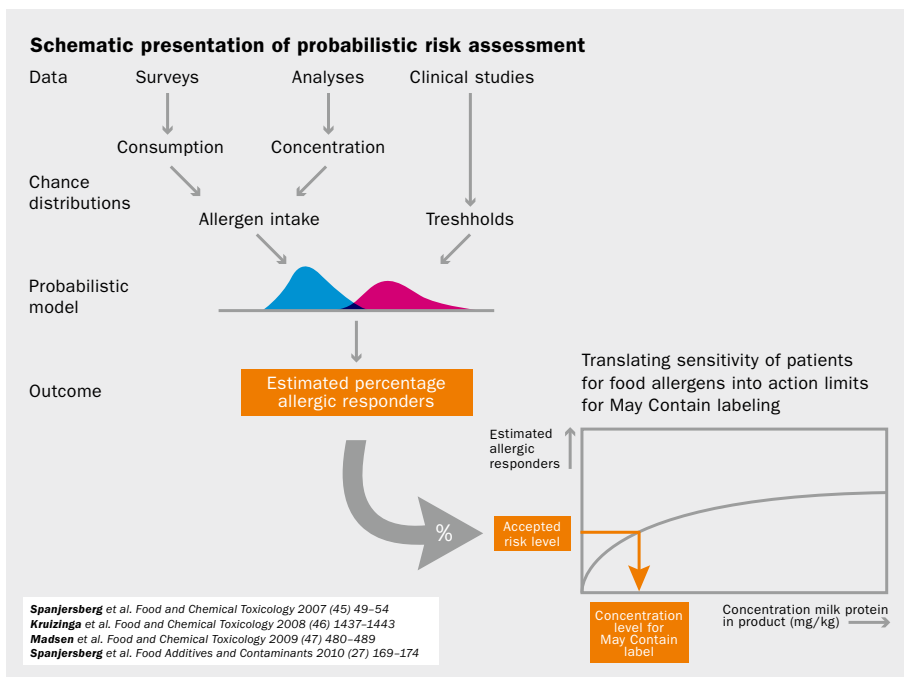 Schematic presentation of probabilistic risk assessment
Data
Surveys
Analyses
Clinical studies
Consumption
Concentration
Chance
distributions
Allergen intake
Treshholds
Probabilistic
model
Outcome
Estimated percentage
allergic responders
%
Translating sensitivity of patients
for food allergens into action limits
for May Contain labeling
Estimated
allergic
responders
Accepted
risk level
Concentration
level for
May Contain
label
Concentration milk protein
in product (mg/kg)
Spanjersberg et al. Food and Chemical Toxicology 2007 (45) 49–54
Kruizinga et al. Food and Chemical Toxicology 2008 (46) 1437–1443
Madsen et al. Food and Chemical Toxicology 2009 (47) 480–489
Spanjersberg et al. Food Additives and Contaminants 2010 (27) 169–174